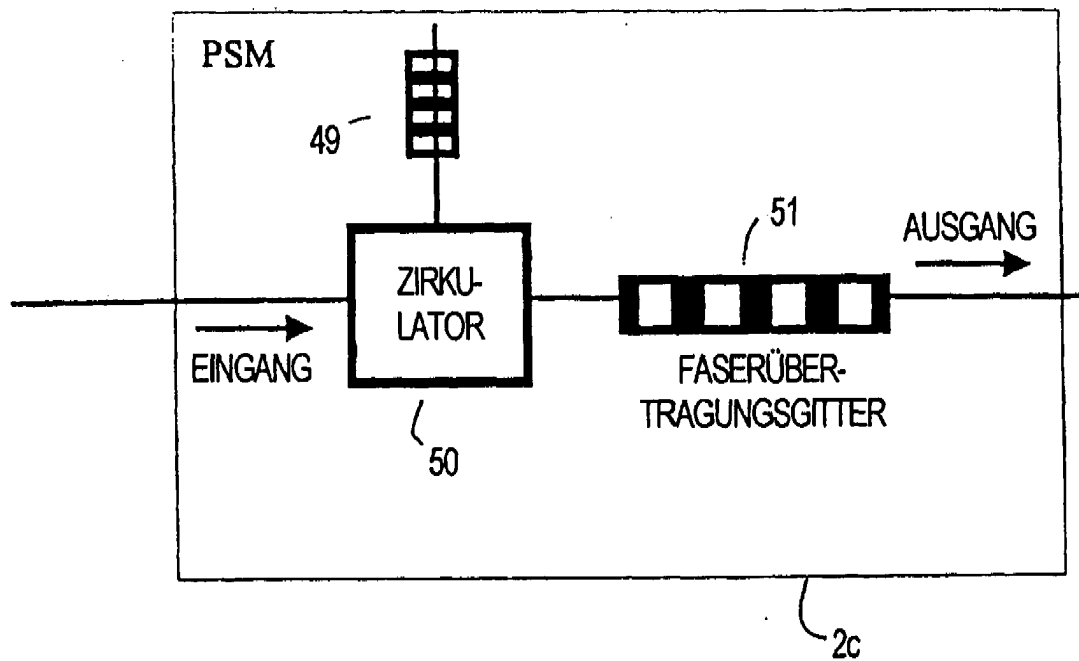 PSM
49
51
AUSGANG
ZIRKU-
LATOR
EINGANG
FASERÜBER-
TRAGUNGSGITTER
50
2c